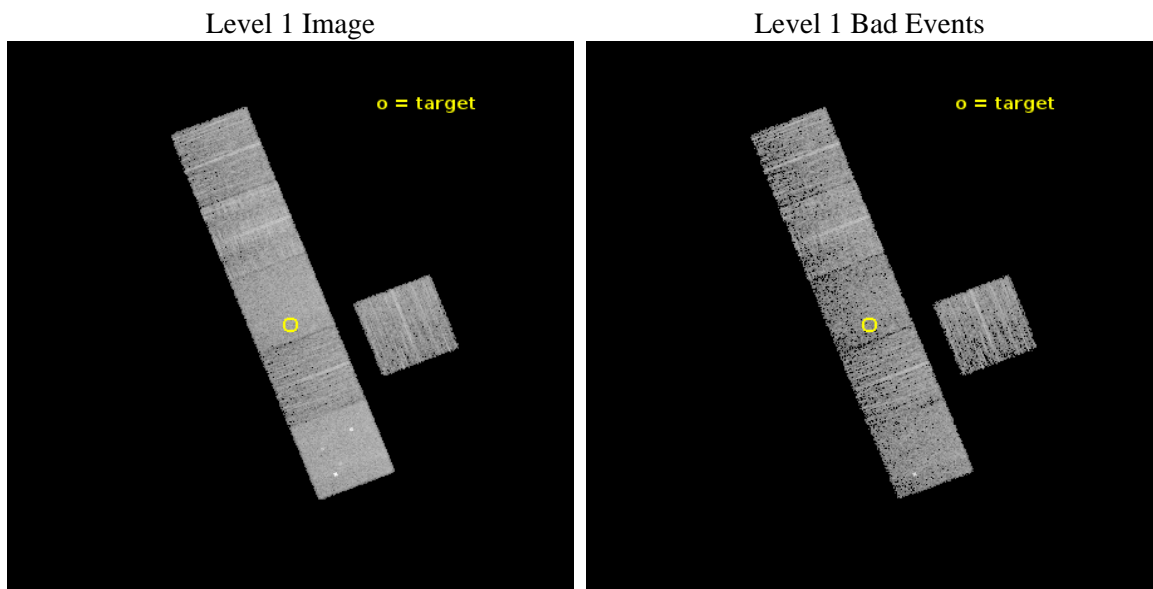 Level 1 Image
Level 1 Bad Events
o = target
o = target